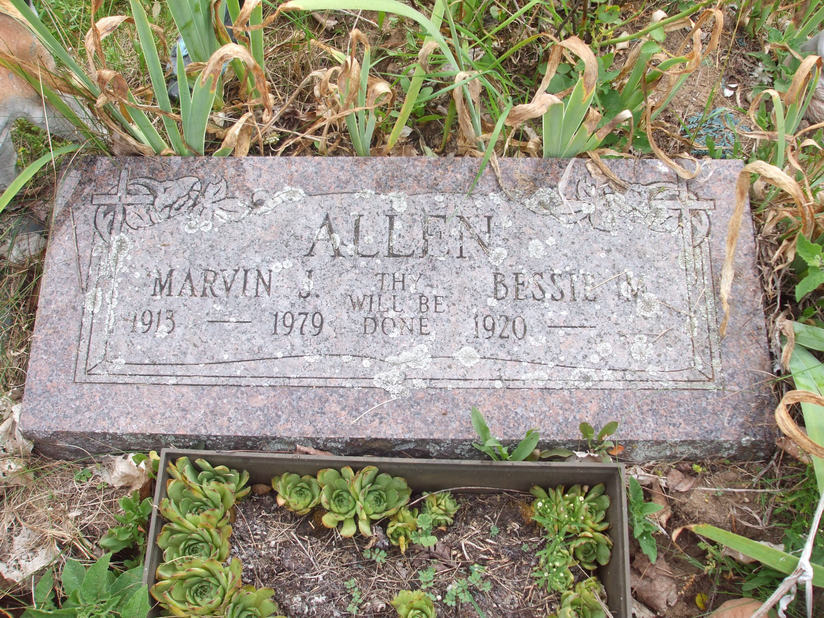 ALLEN
MARVIN J. THY WILL BE DONE BESSIE M.
1913 — 1979 1920 —